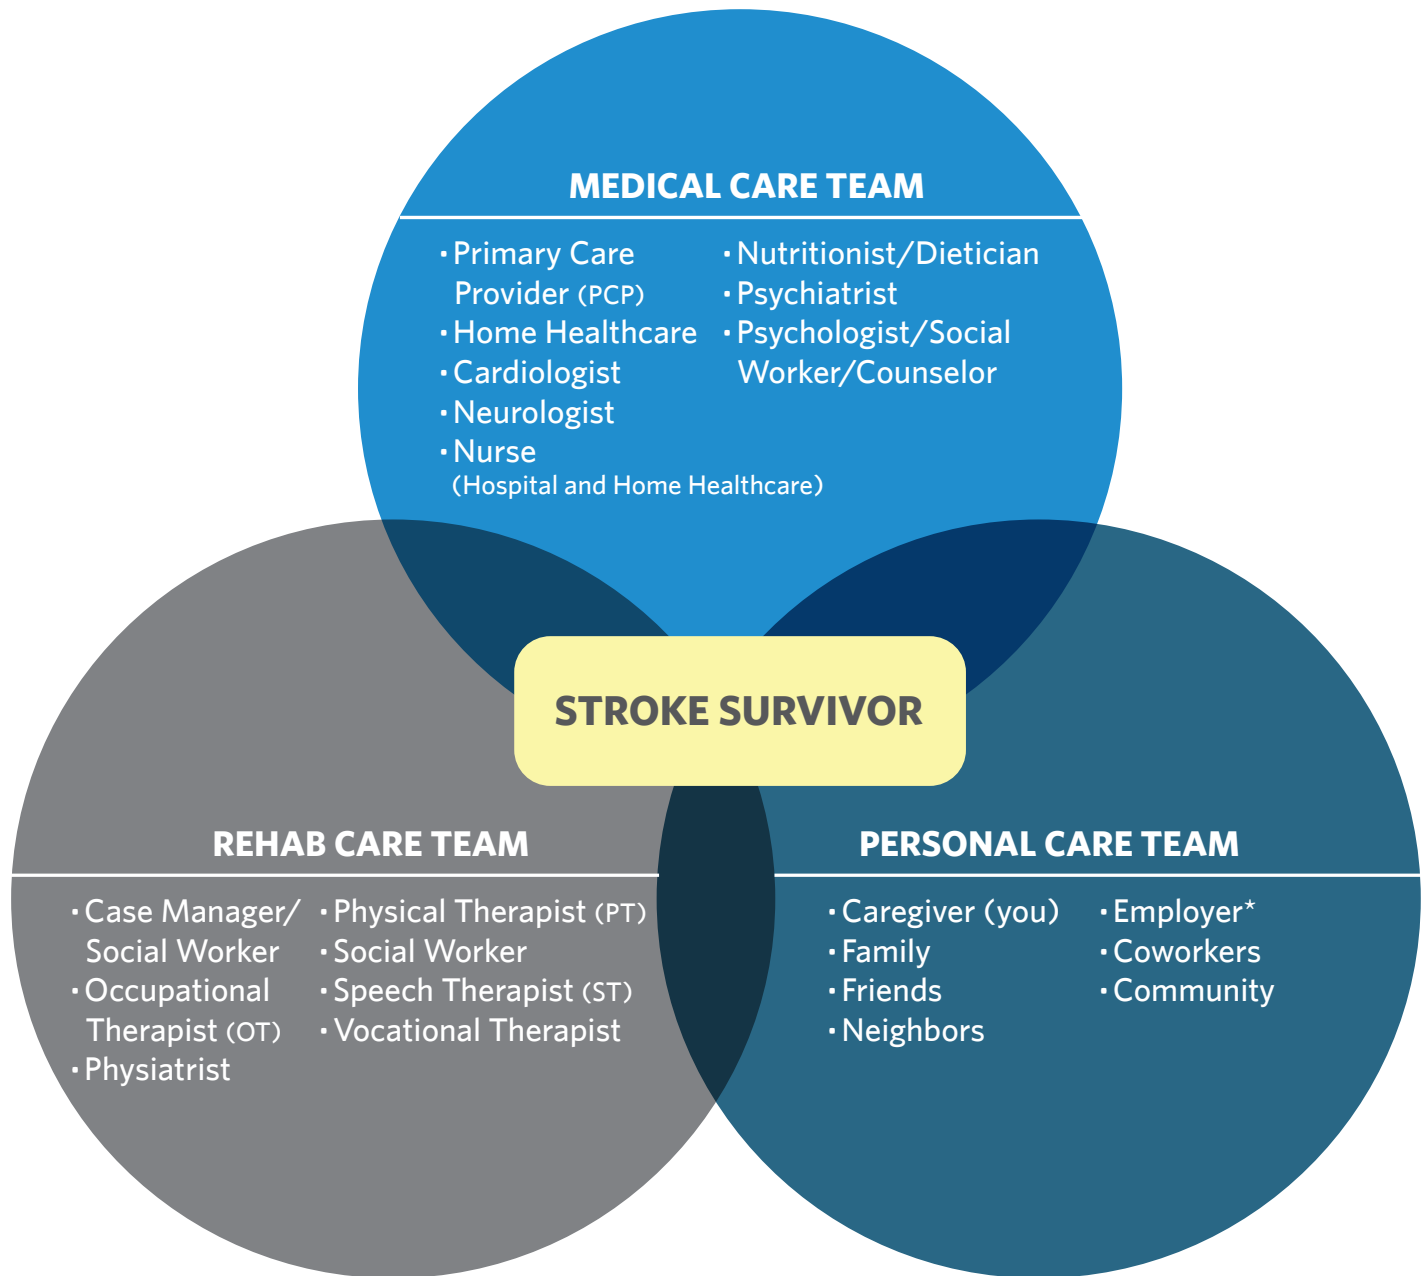 MEDICAL CARE TEAM
· Primary Care
Provider (PCP)
· Home Healthcare
· Cardiologist
· Neurologist
· Nurse
(Hospital and Home Healthcare)
· Nutritionist/Dietician
· Psychiatrist
· Psychologist/Social
Worker/Counselor
STROKE SURVIVOR
REHAB CARE TEAM
· Case Manager/
Social Worker
· Occupational
Therapist (OT)
· Physiatrist
· Physical Therapist (PT)
· Social Worker
· Speech Therapist (ST)
· Vocational Therapist
PERSONAL CARE TEAM
· Caregiver (you)
· Family
· Friends
· Neighbors
· Employer*
· Coworkers
· Community